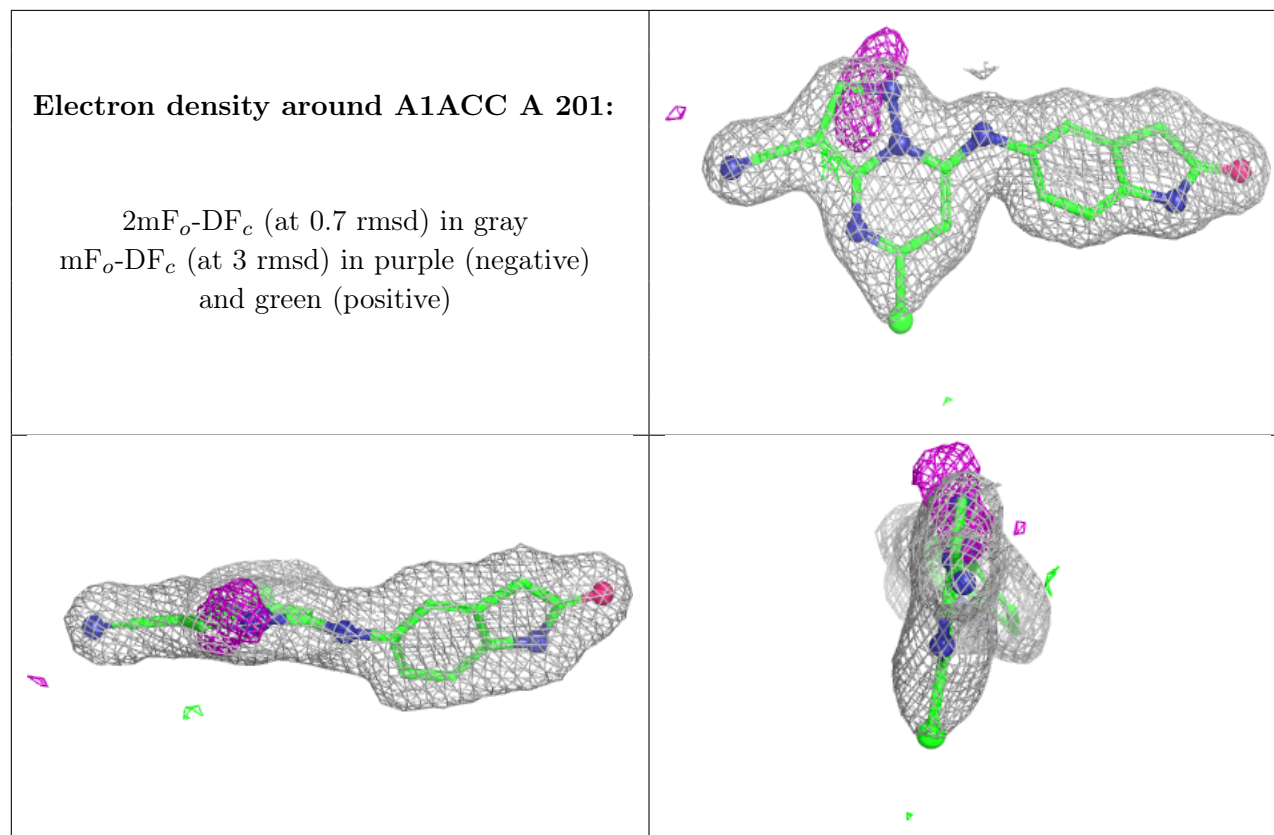 Electron density around A1ACC A 201:
2mFo-DFc (at 0.7 rmsd) in gray
mFo-DFc (at 3 rmsd) in purple (negative)
and green (positive)